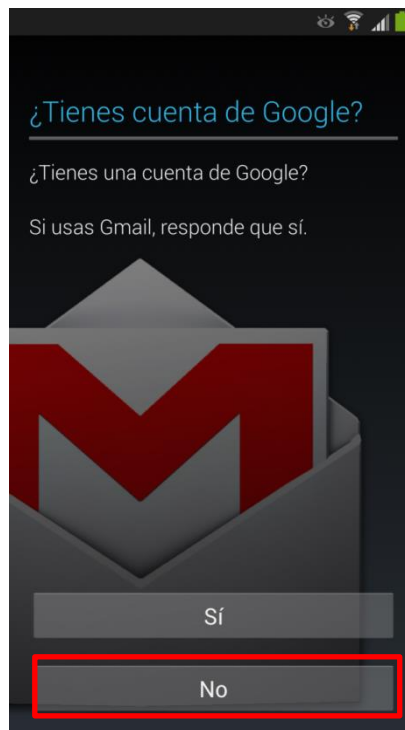 ¿Tienes cuenta de Google?
¿Tienes una cuenta de Google?
Si usas Gmail, responde que sí.
Sí
No